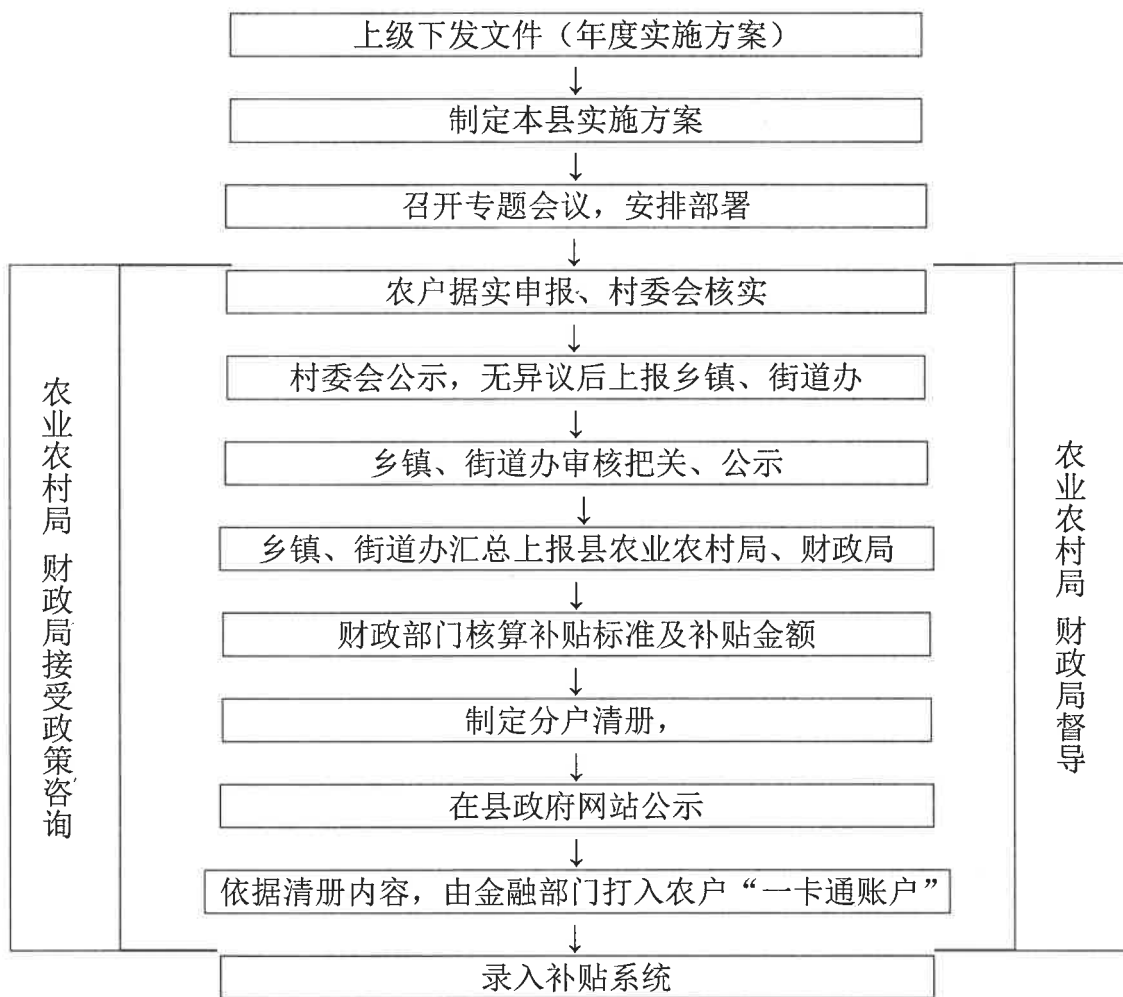 上级下发文件（年度实施方案）
↓
制定本县实施方案
↓
召开专题会议，安排部署
↓
农户据实申报、村委会核实
↓
村委会公示，无异议后上报乡镇、街道办
↓
乡镇、街道办审核把关、公示
↓
乡镇、街道办汇总上报县农业农村局、财政局
↓
财政部门核算补贴标准及补贴金额
↓
制定分户清册，
↓
在县政府网站公示
↓
依据清册内容，由金融部门打入农户“一卡通账户”
↓
录入补贴系统
农业农村局 财政局接受政策咨询
农业农村局 财政局督导